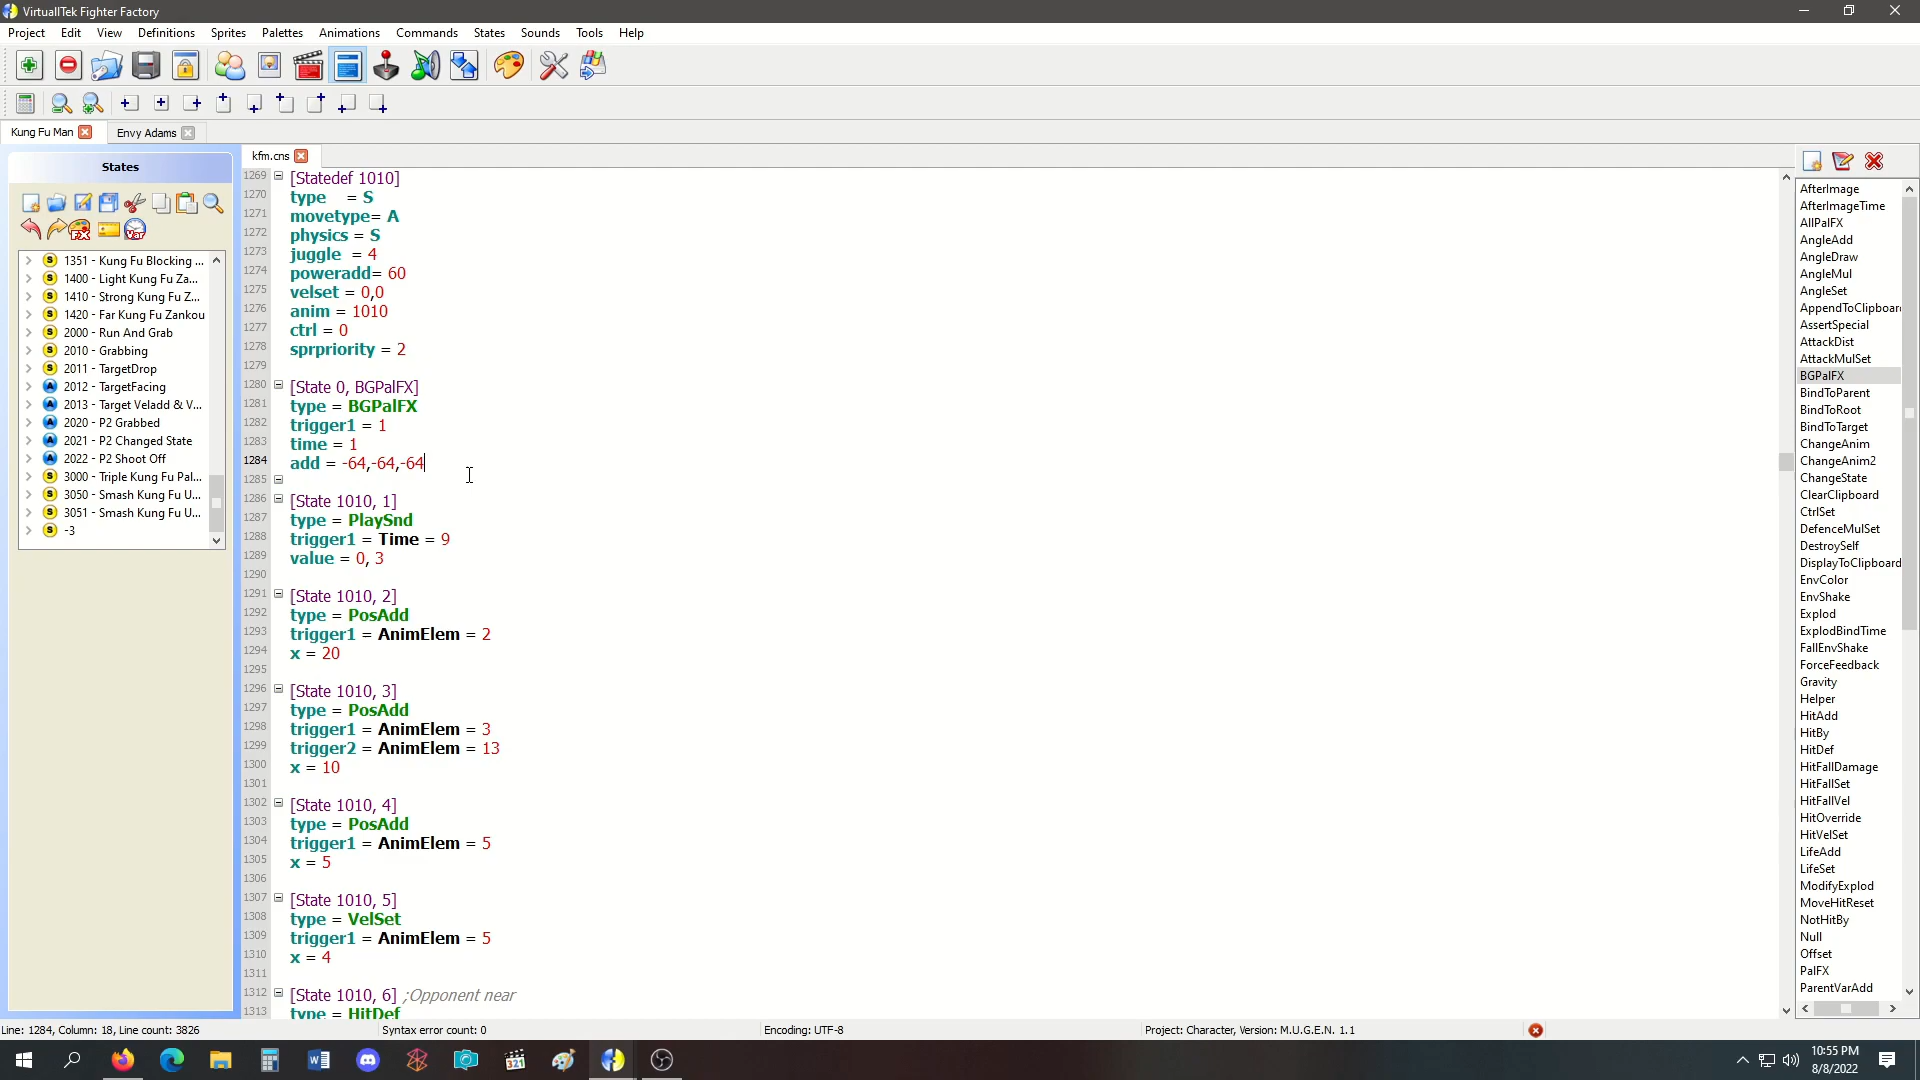 VirtuallTek Fighter Factory
Project Edit View Definitions Sprites Palettes Animations Commands States Sounds Tools Help
Kung Fu Man Envy Adams
States
FX
Var
1351 - Kung Fu Blocking ...
1400 - Light Kung Fu Za...
1410 - Strong Kung Fu Z...
1420 - Far Kung Fu Zankou
2000 - Run And Grab
2010 - Grabbing
2011 - TargetDrop
2012 - TargetFacing
2013 - Target Veladd & V...
2020 - P2 Grabbed
2021 - P2 Changed State
2022 - P2 Shoot Off
3000 - Triple Kung Fu Pal...
3050 - Smash Kung Fu U...
3051 - Smash Kung Fu U...
-3
kfm.cns
1269 [Statedef 1010]
1270 type = S
1271 movetype= A
1272 physics = S
1273 juggle = 4
1274 poweradd= 60
1275 velset = 0,0
1276 anim = 1010
1277 ctrl = 0
1278 sprpriority = 2
1279
1280 [State 0, BGPalFX]
1281 type = BGPalFX
1282 trigger1 = 1
1283 time = 1
1284 add = -64,-64,-64
1285
1286 [State 1010, 1]
1287 type = PlaySnd
1288 trigger1 = Time = 9
1289 value = 0, 3
1290
1291 [State 1010, 2]
1292 type = PosAdd
1293 trigger1 = AnimElem = 2
1294 x = 20
1295
1296 [State 1010, 3]
1297 type = PosAdd
1298 trigger1 = AnimElem = 3
1299 trigger2 = AnimElem = 13
1300 x = 10
1301
1302 [State 1010, 4]
1303 type = PosAdd
1304 trigger1 = AnimElem = 5
1305 x = 5
1306
1307 [State 1010, 5]
1308 type = VelSet
1309 trigger1 = AnimElem = 5
1310 x = 4
1311
1312 [State 1010, 6] ;Opponent near
1313 type = HitDef
AfterImage
AfterImageTime
AllPalFX
AngleAdd
AngleDraw
AngleMul
AngleSet
AppendToClipboar
AssertSpecial
AttackDist
AttackMulSet
BGPalFX
BindToParent
BindToRoot
BindToTarget
ChangeAnim
ChangeAnim2
ChangeState
ClearClipboard
CtrlSet
DefenceMulSet
DestroySelf
DisplayToClipboard
EnvColor
EnvShake
Explod
ExplodBindTime
FallEnvShake
ForceFeedback
Gravity
Helper
HitAdd
HitBy
HitDef
HitFallDamage
HitFallSet
HitFallVel
HitOverride
HitVelSet
LifeAdd
LifeSet
ModifyExplod
MoveHitReset
NotHitBy
Null
Offset
PalFX
ParentVarAdd
Line: 1284, Column: 18, Line count: 3826 Syntax error count: 0 Encoding: UTF-8 Project: Character, Version: M.U.G.E.N. 1.1
321
10:55 PM
8/8/2022